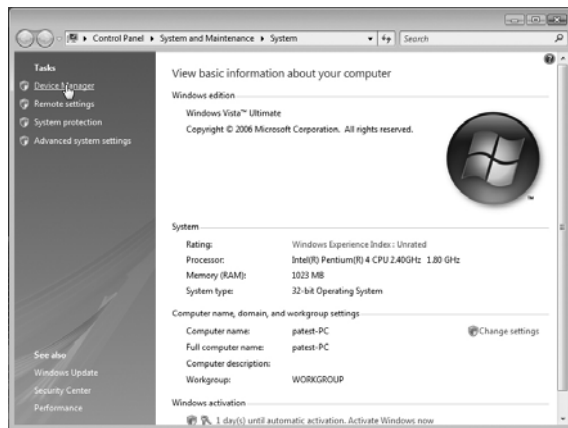 Control Panel ▸ System and Maintenance ▸ System
Search
Tasks
Device Manager
Remote settings
System protection
Advanced system settings
See also
Windows Update
Security Center
Performance
View basic information about your computer
Windows edition
Windows Vista™ Ultimate
Copyright © 2006 Microsoft Corporation. All rights reserved.
TM
System
Rating: Windows Experience Index: Unrated
Processor: Intel(R) Pentium(R) 4 CPU 2.40GHz 1.80 GHz
Memory (RAM): 1023 MB
System type: 32-bit Operating System
Computer name, domain, and workgroup settings
Computer name: patest-PC Change settings
Full computer name: patest-PC
Computer description:
Workgroup: WORKGROUP
Windows activation
1 day(s) until automatic activation. Activate Windows now